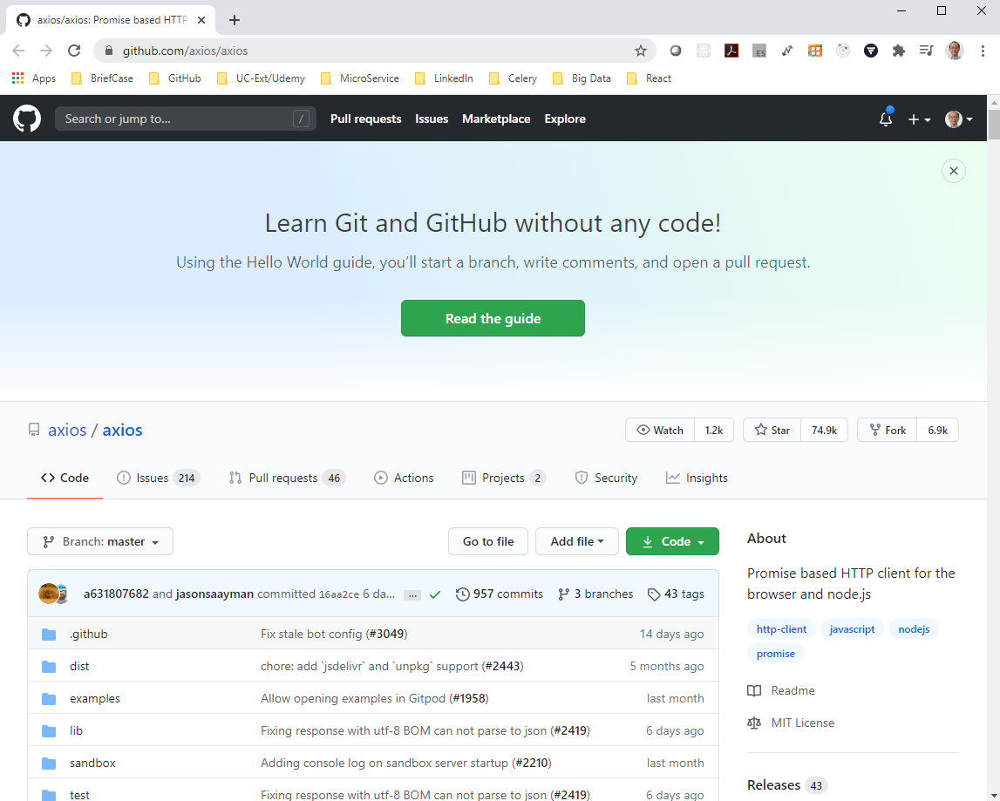 axios/axios: Promise based HTTP
github.com/axios/axios
ES
Apps BriefCase GitHub UC-Ext/Udemy MicroService LinkedIn Celery Big Data React
Search or jump to... / Pull requests Issues Marketplace Explore
Learn Git and GitHub without any code!
Using the Hello World guide, you’ll start a branch, write comments, and open a pull request.
Read the guide
axios / axios Watch 1.2k Star 74.9k Fork 6.9k
Code Issues 214 Pull requests 46 Actions Projects 2 Security Insights
Branch: master Go to file Add file Code
a631807682 and jasonsaayman committed 16aa2ce 6 da... ... 957 commits 3 branches 43 tags
.github Fix stale bot config (#3049) 14 days ago
dist chore: add `jsdelivr` and `unpkg` support (#2443) 5 months ago
examples Allow opening examples in Gitpod (#1958) last month
lib Fixing response with utf-8 BOM can not parse to json (#2419) 6 days ago
sandbox Adding console log on sandbox server startup (#2210) last month
test Fixing response with utf-8 BOM can not parse to json (#2419) 6 days ago
About
Promise based HTTP client for the
browser and node.js
http-client javascript nodejs
promise
Readme
MIT License
Releases 43